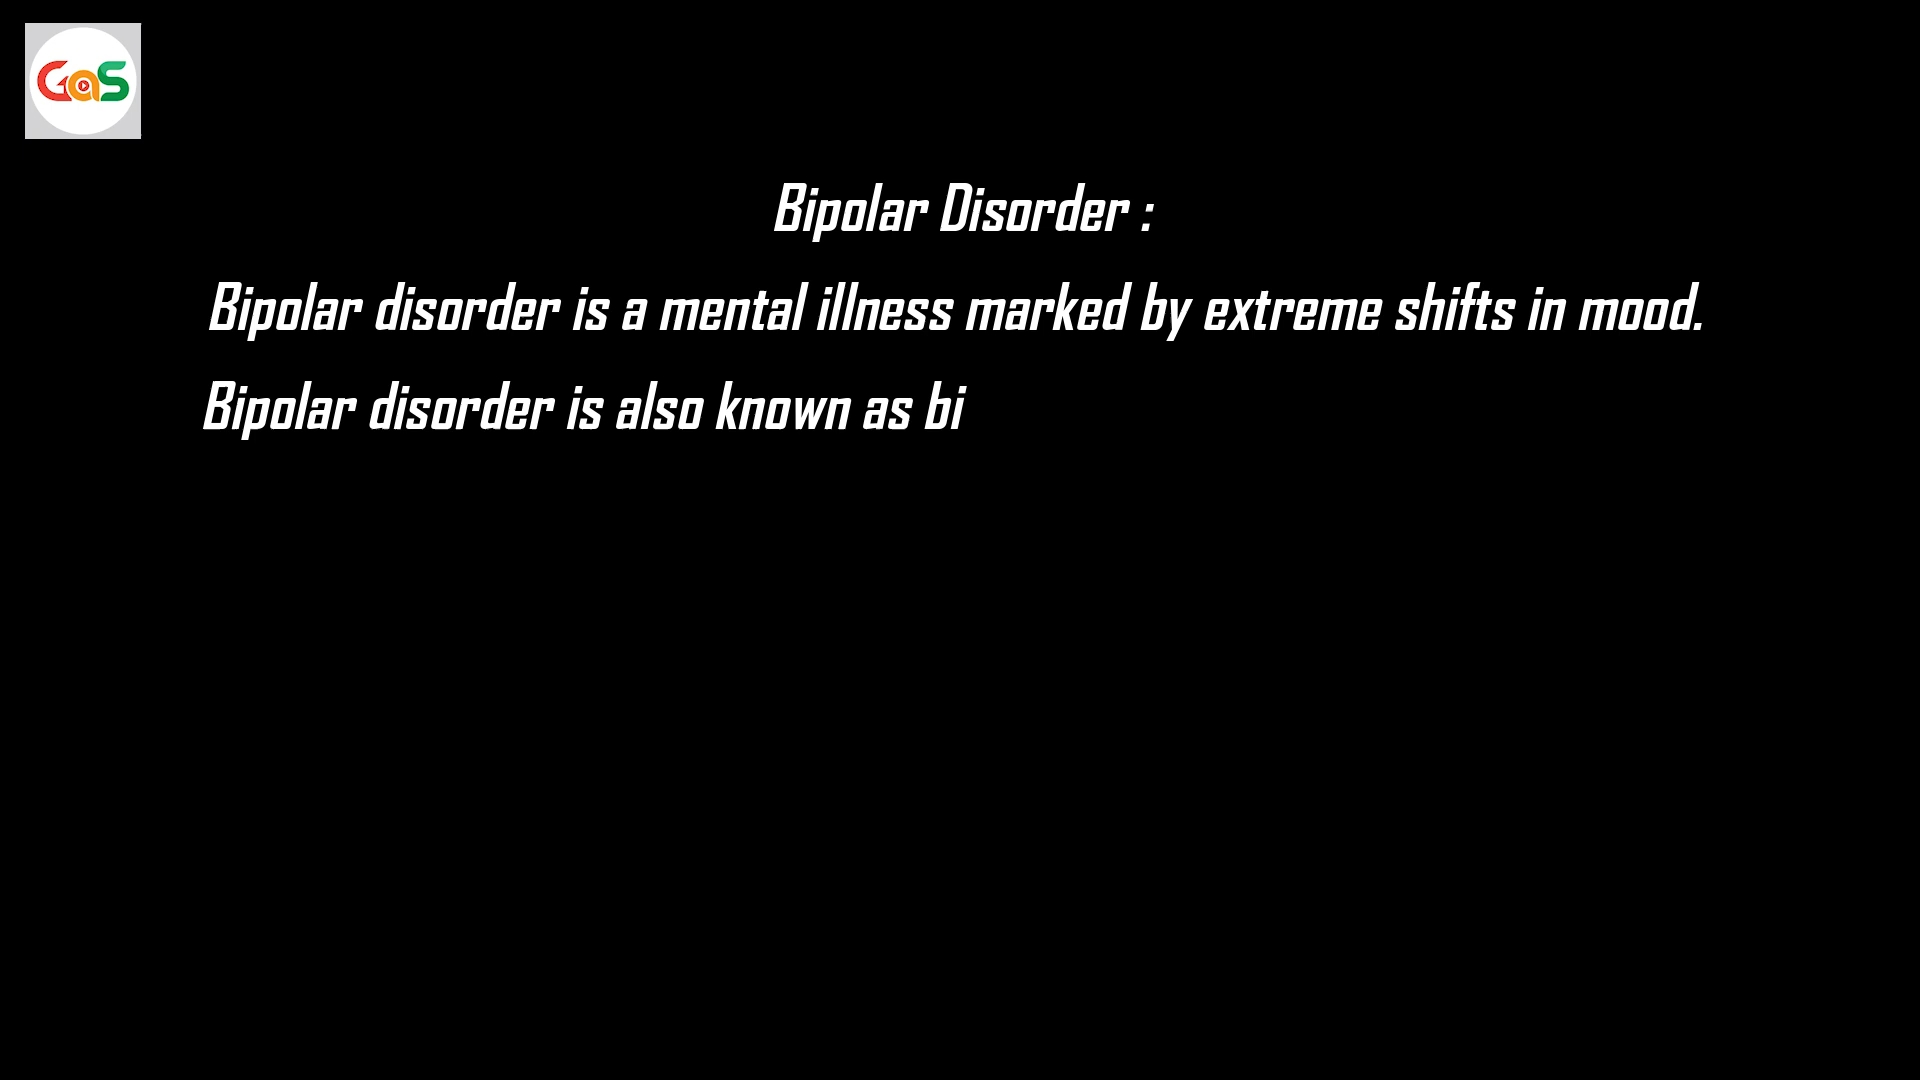 GaS
Bipolar Disorder :
Bipolar disorder is a mental illness marked by extreme shifts in mood.
Bipolar disorder is also known as bi